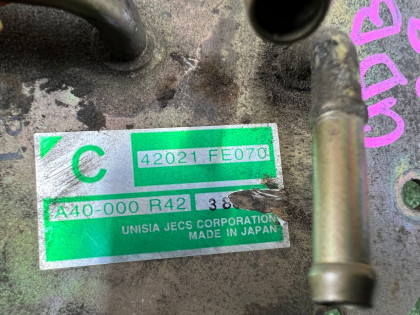 C
42021 FE070
A40-000 R42
UNISIA JECS CORPORATION
MADE IN JAPAN